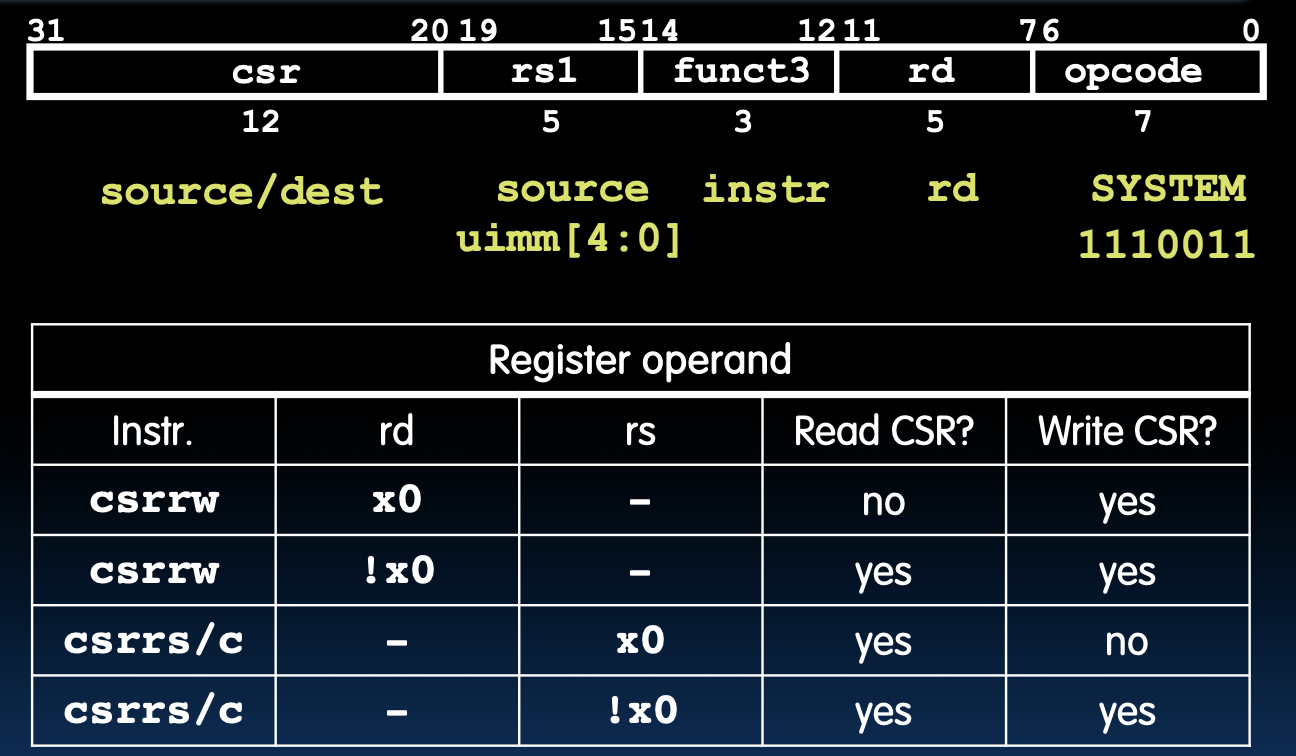 31 20 19 15 14 12 11 7 6 0
csr rs1 funct3 rd opcode
12 5 3 5 7
source/dest source instr rd SYSTEM
uimm[4:0] 1110011
Register operand
Instr. rd rs Read CSR? Write CSR?
csrrw x0 – no yes
csrrw !x0 – yes yes
csrrs/c – x0 yes no
csrrs/c – !x0 yes yes